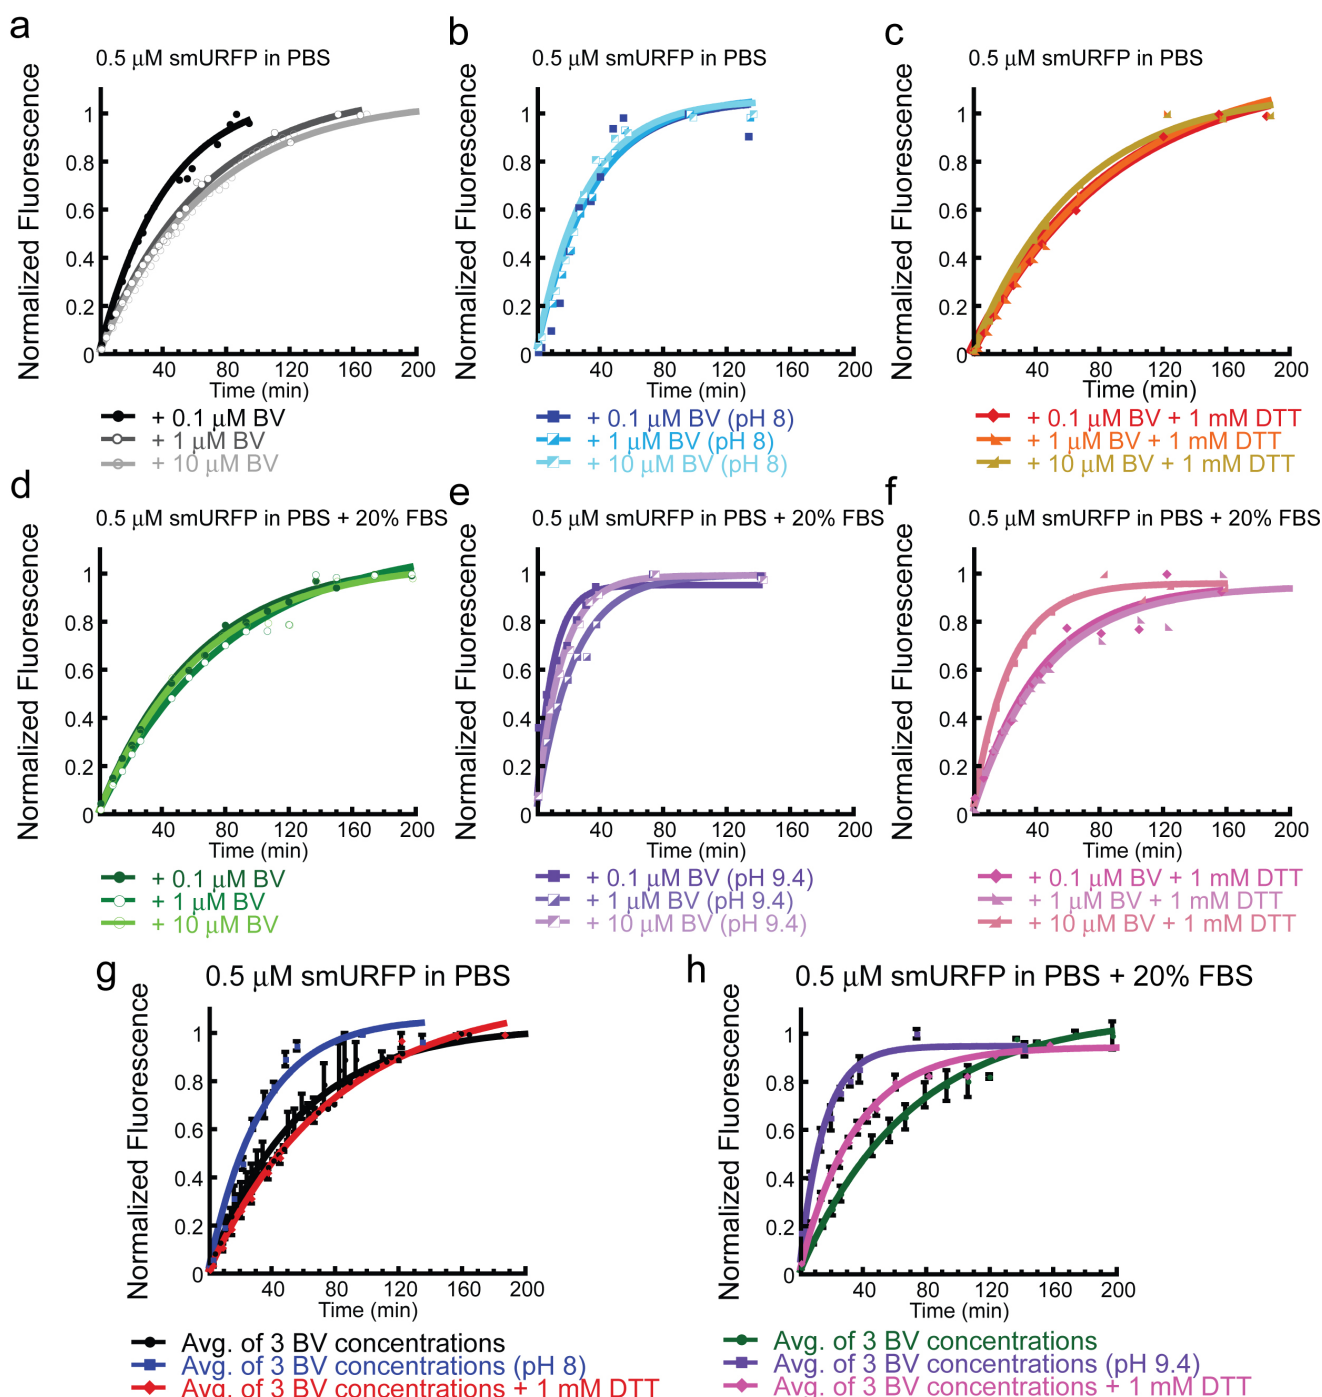 a
0.5 μM smURFP in PBS
Normalized Fluorescence
1
0.8
0.6
0.4
0.2
0
40 80 120 160 200
Time (min)
+ 0.1 μM BV
+ 1 μM BV
+ 10 μM BV
b
0.5 μM smURFP in PBS
Normalized Fluorescence
1
0.8
0.6
0.4
0.2
0
40 80 120 160 200
Time (min)
+ 0.1 μM BV (pH 8)
+ 1 μM BV (pH 8)
+ 10 μM BV (pH 8)
c
0.5 μM smURFP in PBS
Normalized Fluorescence
1
0.8
0.6
0.4
0.2
0
40 80 120 160 200
Time (min)
+ 0.1 μM BV + 1 mM DTT
+ 1 μM BV + 1 mM DTT
+ 10 μM BV + 1 mM DTT
d
0.5 μM smURFP in PBS + 20% FBS
Normalized Fluorescence
1
0.8
0.6
0.4
0.2
0
40 80 120 160 200
Time (min)
+ 0.1 μM BV
+ 1 μM BV
+ 10 μM BV
e
0.5 μM smURFP in PBS + 20% FBS
Normalized Fluorescence
1
0.8
0.6
0.4
0.2
0
40 80 120 160 200
Time (min)
+ 0.1 μM BV (pH 9.4)
+ 1 μM BV (pH 9.4)
+ 10 μM BV (pH 9.4)
f
0.5 μM smURFP in PBS + 20% FBS
Normalized Fluorescence
1
0.8
0.6
0.4
0.2
0
40 80 120 160 200
Time (min)
+ 0.1 μM BV + 1 mM DTT
+ 1 μM BV + 1 mM DTT
+ 10 μM BV + 1 mM DTT
g
0.5 μM smURFP in PBS
Normalized Fluorescence
1
0.8
0.6
0.4
0.2
0
40 80 120 160 200
Time (min)
Avg. of 3 BV concentrations
Avg. of 3 BV concentrations (pH 8)
Avg. of 3 BV concentrations + 1 mM DTT
h
0.5 μM smURFP in PBS + 20% FBS
Normalized Fluorescence
1
0.8
0.6
0.4
0.2
0
40 80 120 160 200
Time (min)
Avg. of 3 BV concentrations
Avg. of 3 BV concentrations (pH 9.4)
Avg. of 3 BV concentrations + 1 mM DTT